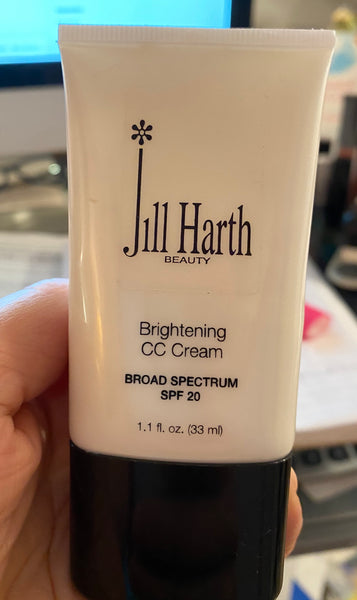 Jill Harth
BEAUTY
Brightening
CC Cream
BROAD SPECTRUM
SPF 20
1.1 fl. oz. (33 ml)